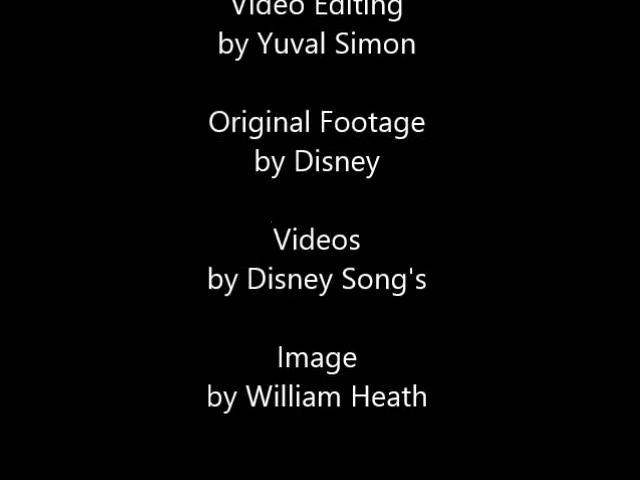 Video Editing
by Yuval Simon
Original Footage
by Disney
Videos
by Disney Song's
Image
by William Heath